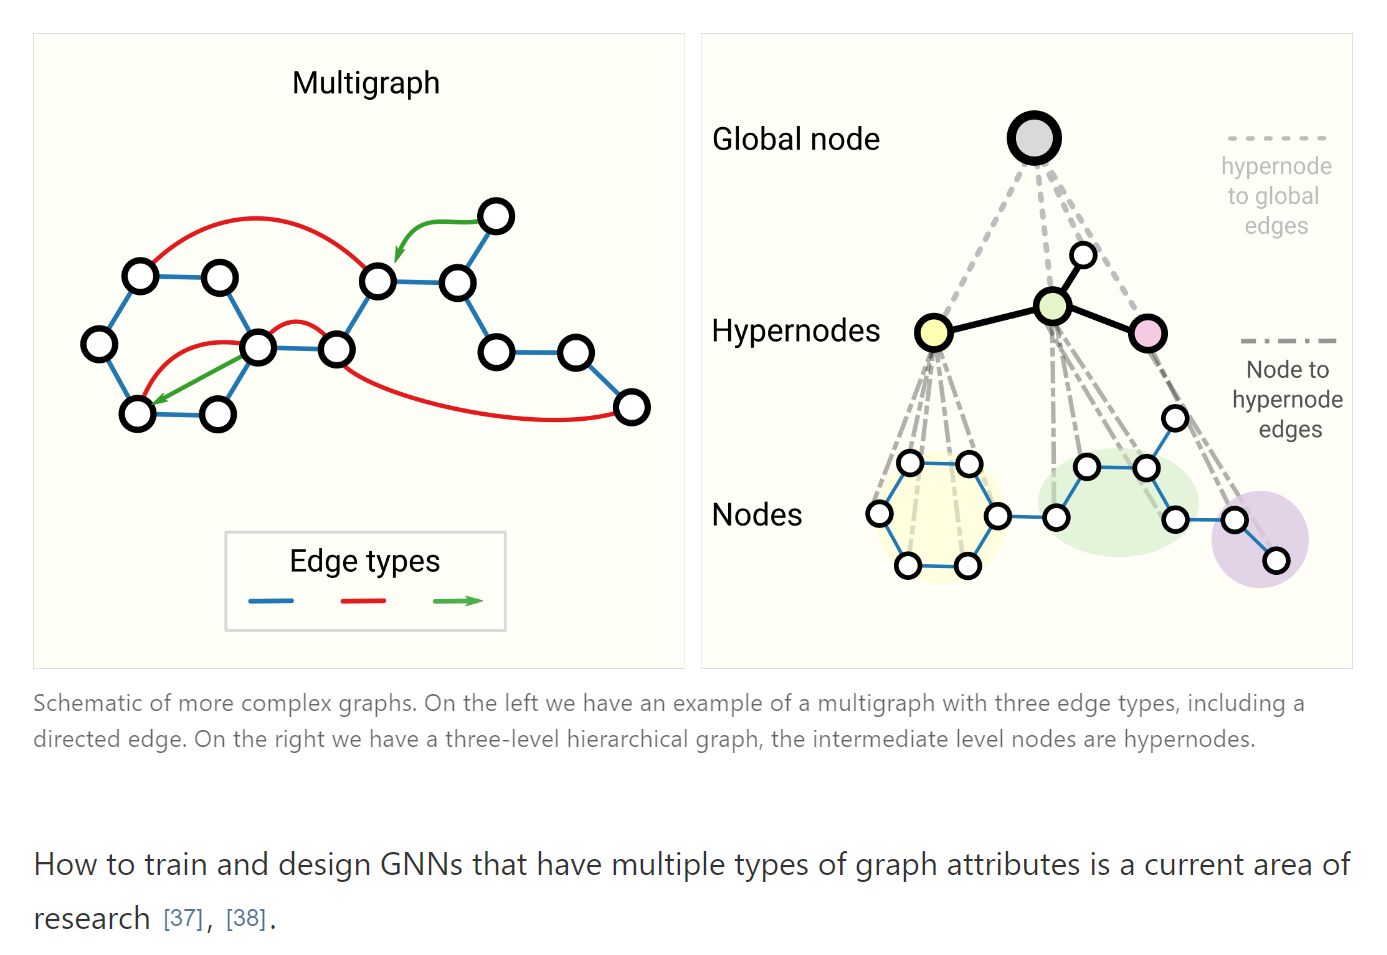 Multigraph
Edge types
Global node
hypernode
to global
edges
Hypernodes
Node to
hypernode
edges
Nodes
Schematic of more complex graphs. On the left we have an example of a multigraph with three edge types, including a
directed edge. On the right we have a three-level hierarchical graph, the intermediate level nodes are hypernodes.
How to train and design GNNs that have multiple types of graph attributes is a current area of
research [37], [38].